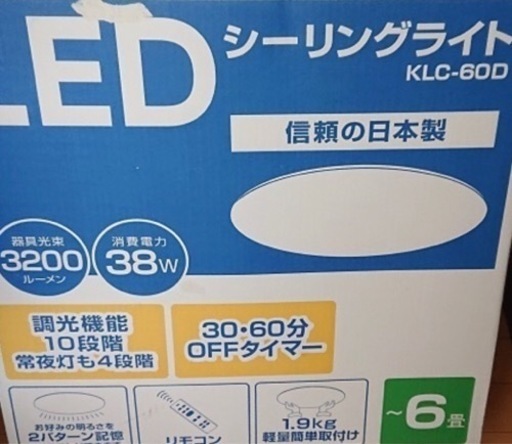 LED
シーリングライト
KLC-60D
信頼の日本製
器具光束
3200
ルーメン
消費電力
38W
調光機能
10段階
常夜灯も4段階
30・60分
OFFタイマー
お好みの明るさを
2パターン記憶
リモコン
1.9kg
軽量簡単取付け
～6畳